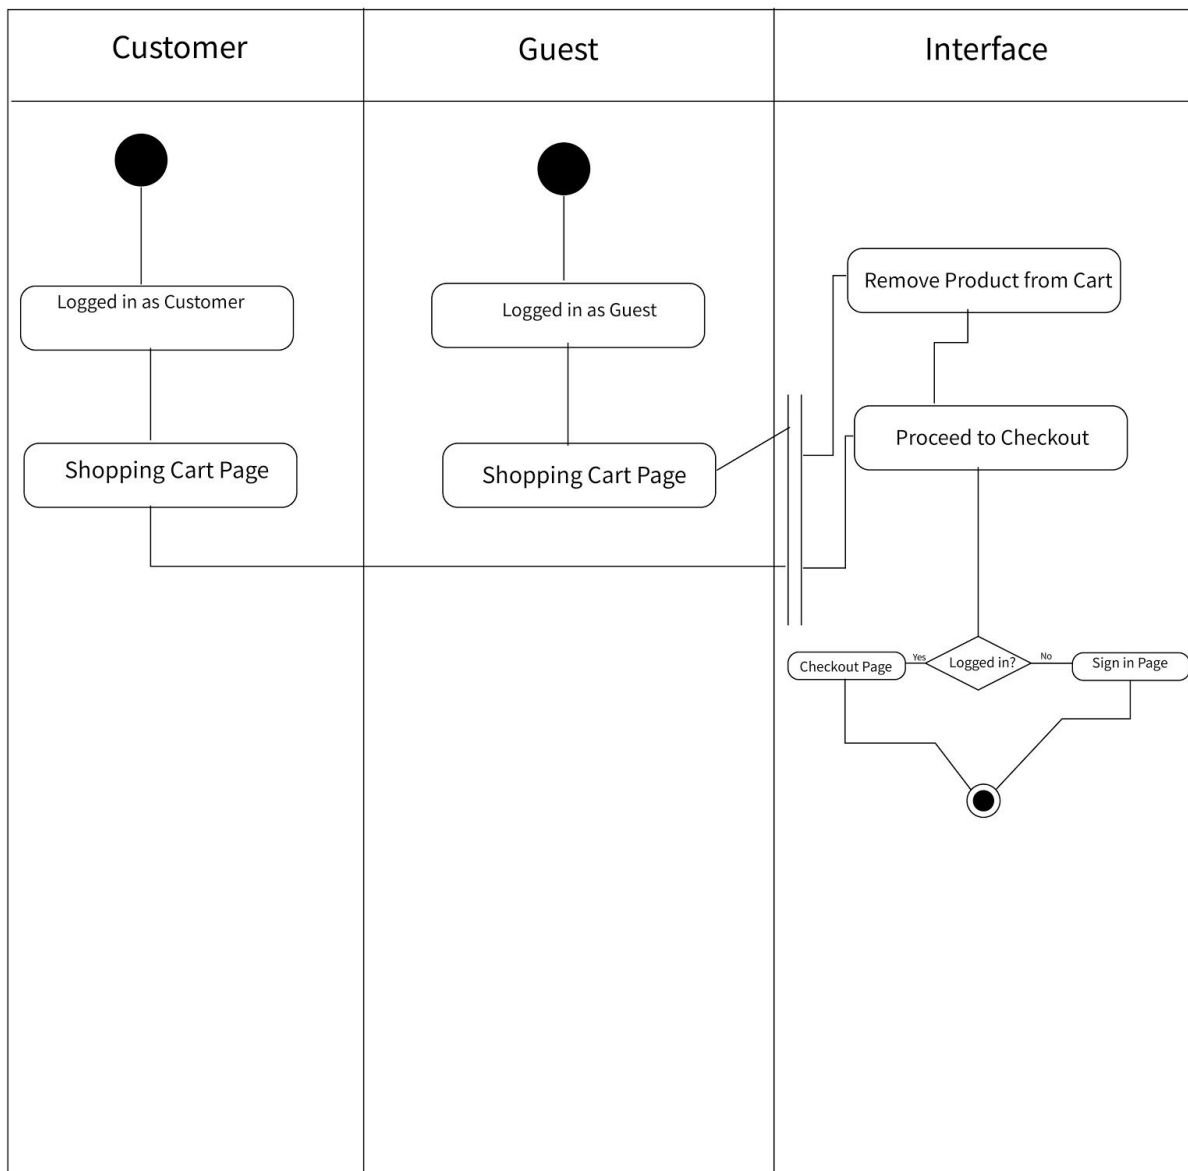 Customer
Guest
Interface
Logged in as Customer
Logged in as Guest
Remove Product from Cart
Shopping Cart Page
Shopping Cart Page
Proceed to Checkout
Checkout Page
Yes
Logged in?
No
Sign in Page